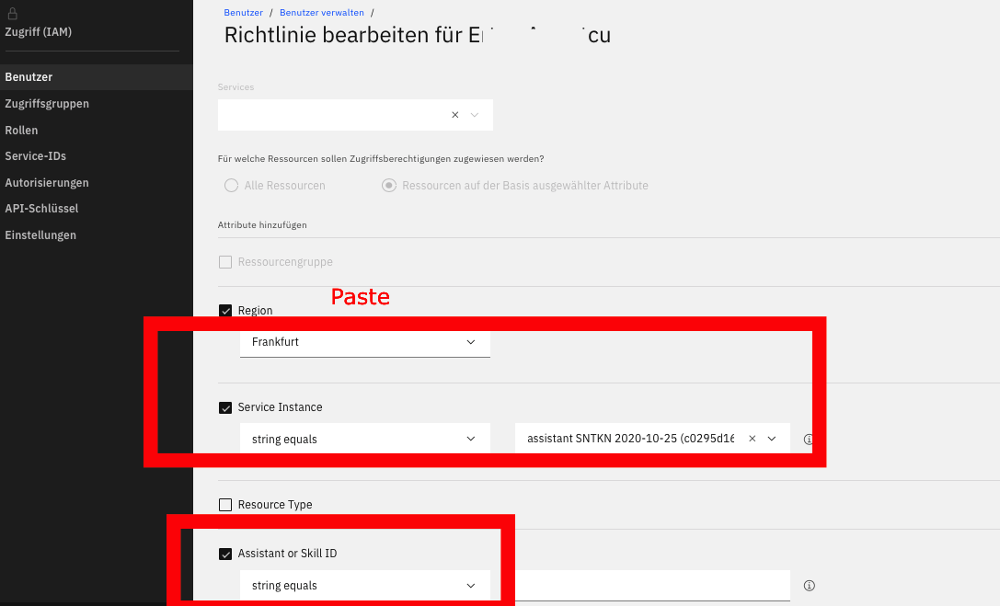 Zugriff (IAM)
Benutzer
Zugriffsgruppen
Rollen
Service-IDs
Autorisierungen
API-Schlüssel
Einstellungen
Benutzer / Benutzer verwalten /
Richtlinie bearbeiten für
Services
Für welche Ressourcen sollen Zugriffsberechtigungen zugewiesen werden?
Alle Ressourcen Ressourcen auf der Basis ausgewählter Attribute
Attribute hinzufügen
Ressourcengruppe
Paste
Region
Frankfurt
Service Instance
string equals assistant SNTKN 2020-10-25 (c0295d16
Resource Type
Assistant or Skill ID
string equals